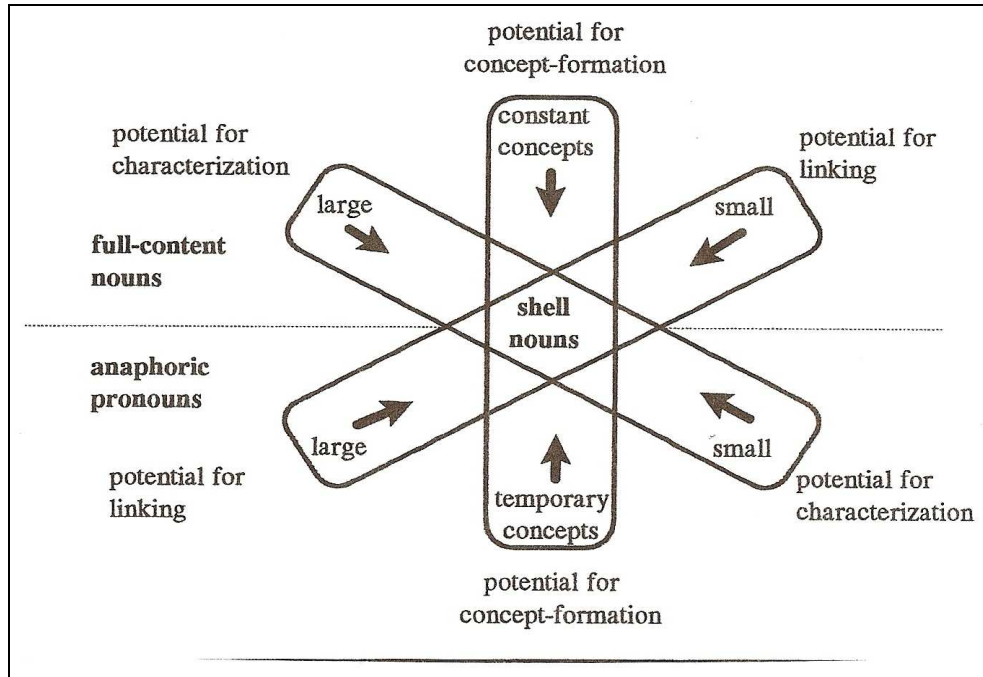 potential for
concept-formation
constant
concepts
potential for
characterization
potential for
linking
large
small
full-content
nouns
shell
nouns
anaphoric
pronouns
large
small
potential for
linking
potential for
characterization
temporary
concepts
potential for
concept-formation